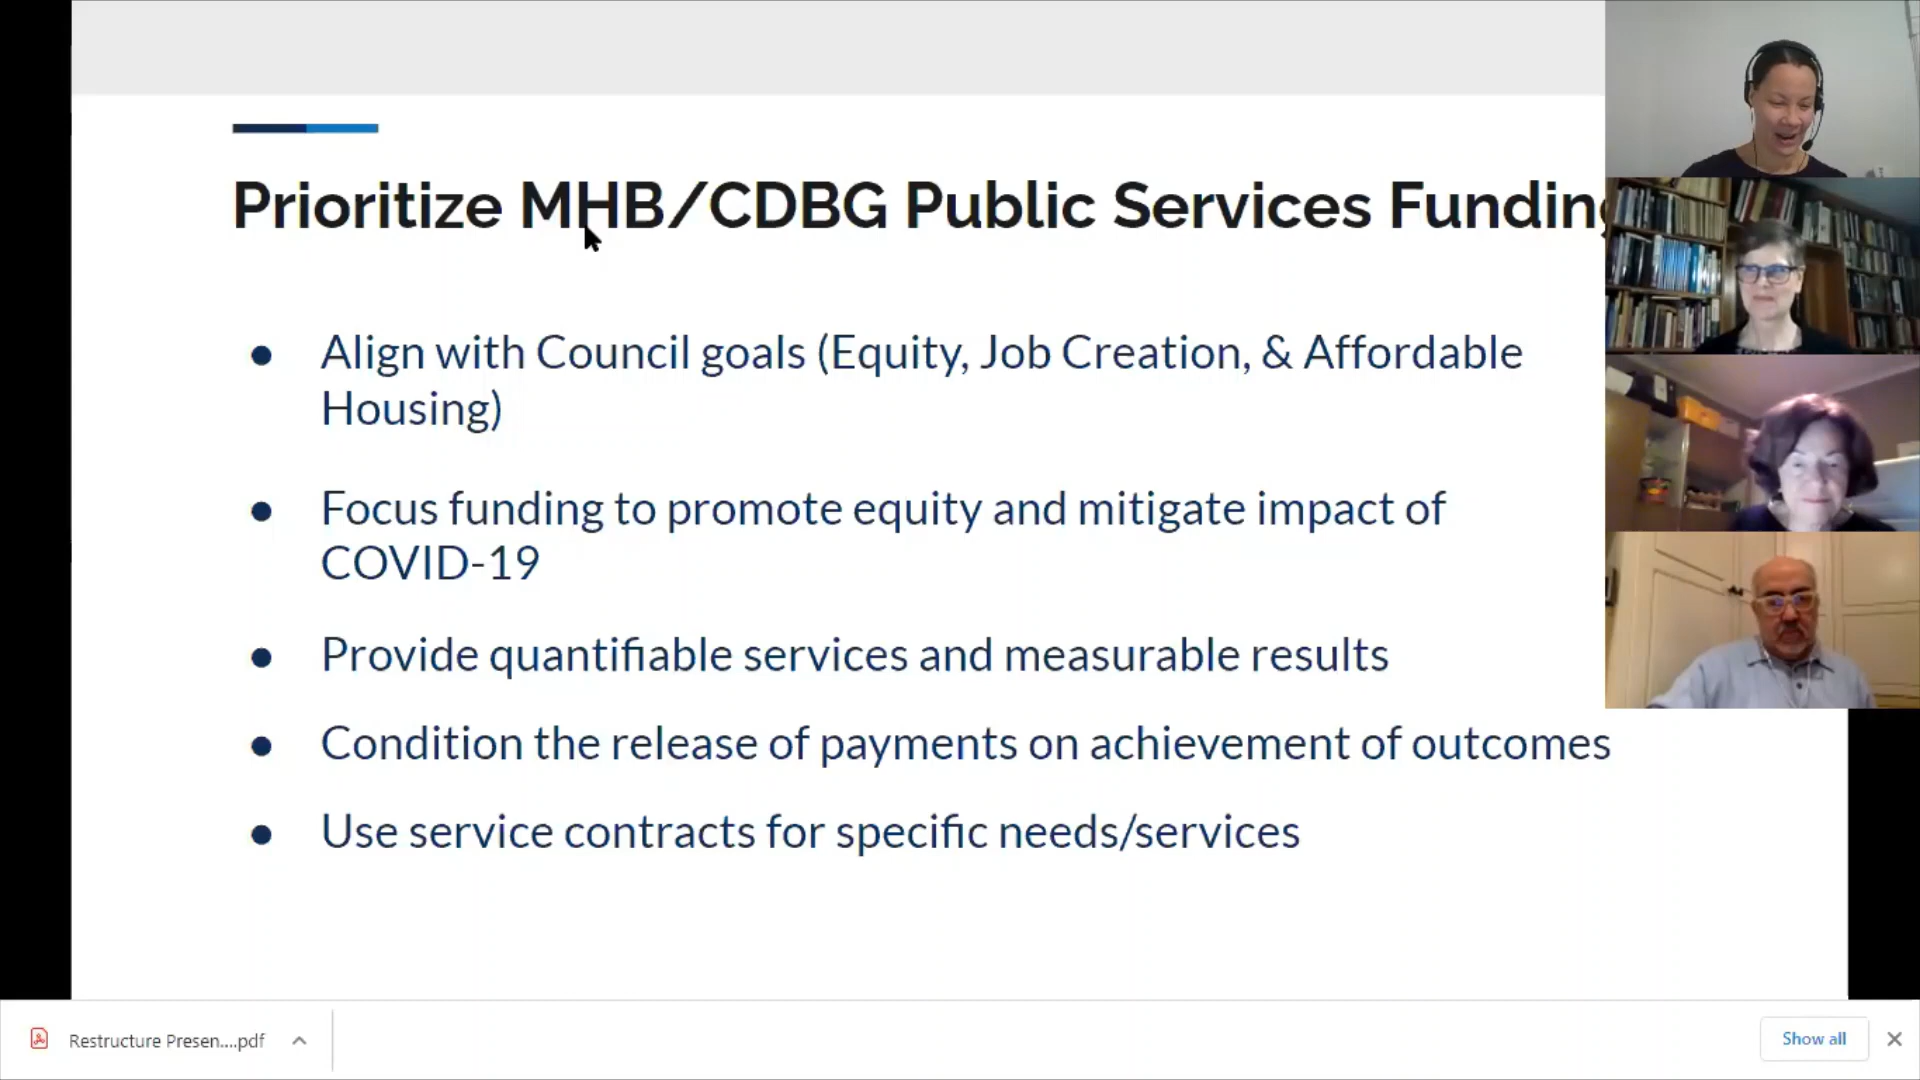 Prioritize MHB/CDBG Public Services Fundin
Align with Council goals (Equity, Job Creation, & Affordable
Housing)
Focus funding to promote equity and mitigate impact of
COVID-19
Provide quantifiable services and measurable results
Condition the release of payments on achievement of outcomes
Use service contracts for specific needs/services
Restructure Presen....pdf
Show all